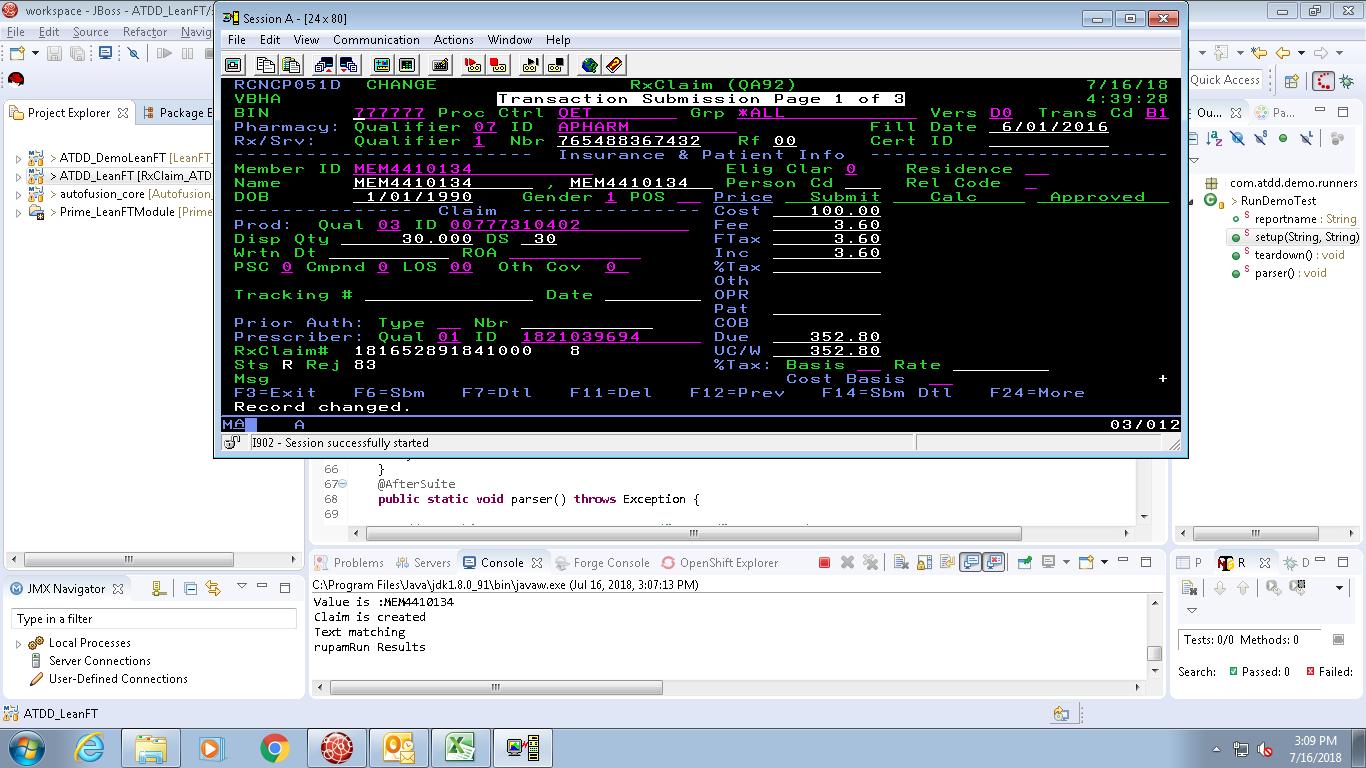 workspace - JBoss - ATDD_LeanFT/
File Edit Source Refactor Navig
Quick Access
Project Explorer Package E
> ATDD_DemoLeanFT [LeanFT_
> ATDD_LeanFT [RxClaim_ATD
> autofusion_core [Autofusion_
> Prime_LeanFTModule [Prime
Session A - [24 x 80]
File Edit View Communication Actions Window Help
RCNCP051D CHANGE RxClaim (QA92) 7/16/18
VBHA Transaction Submission Page 1 of 3 4:39:28
BIN 777777 Proc Ctrl QET Grp *ALL Vers D0 Trans Cd B1
Pharmacy: Qualifier 07 ID APHARM Fill Date 6/01/2016
Rx/Srv: Qualifier 1 Nbr 765488367432 Rf 00 Cert ID
Insurance & Patient Info
Member ID MEM4410134 Elig Clar 0 Residence
Name MEM4410134 , MEM4410134 Person Cd Rel Code
DOB 1/01/1990 Gender 1 POS Price Submit Calc Approved
Claim Cost 100.00
Prod: Qual 03 ID 00777310402 Fee 3.60
Disp Qty 30.000 DS 30 FTax 3.60
Wrtn Dt ROA Inc 3.60
PSC 0 Cmpnd 0 LOS 00 Oth Cov 0 %Tax
Oth
Tracking # Date OPR
Pat
Prior Auth: Type Nbr COB
Prescriber: Qual 01 ID 1821039694 Due 352.80
RxClaim# 181652891841000 8 UC/W 352.80
Sts R Rej 83 %Tax: Basis Rate
Msg Cost Basis +
F3=Exit F6=Sbm F7=Dtl F11=Del F12=Prev F14=Sbm Dtl F24=More
Record changed.
MA A 03/012
I902 - Session successfully started
Ou... Pa...
com.atdd.demo.runners
> RunDemoTest
reportname : String
setup(String, String)
teardown() : void
parser() : void
66 }
67 @AfterSuite
68 public static void parser() throws Exception {
69
Problems Servers Console Forge Console OpenShift Explorer
C:\Program Files\Java\jdk1.8.0_91\bin\javaw.exe (Jul 16, 2018, 3:07:13 PM)
Value is :MEM4410134
Claim is created
Text matching
rupamRun Results
JMX Navigator
Type in a filter
Local Processes
Server Connections
User-Defined Connections
P R D
Tests: 0/0 Methods: 0
Search: Passed: 0 Failed:
ATDD_LeanFT
3:09 PM
7/16/2018